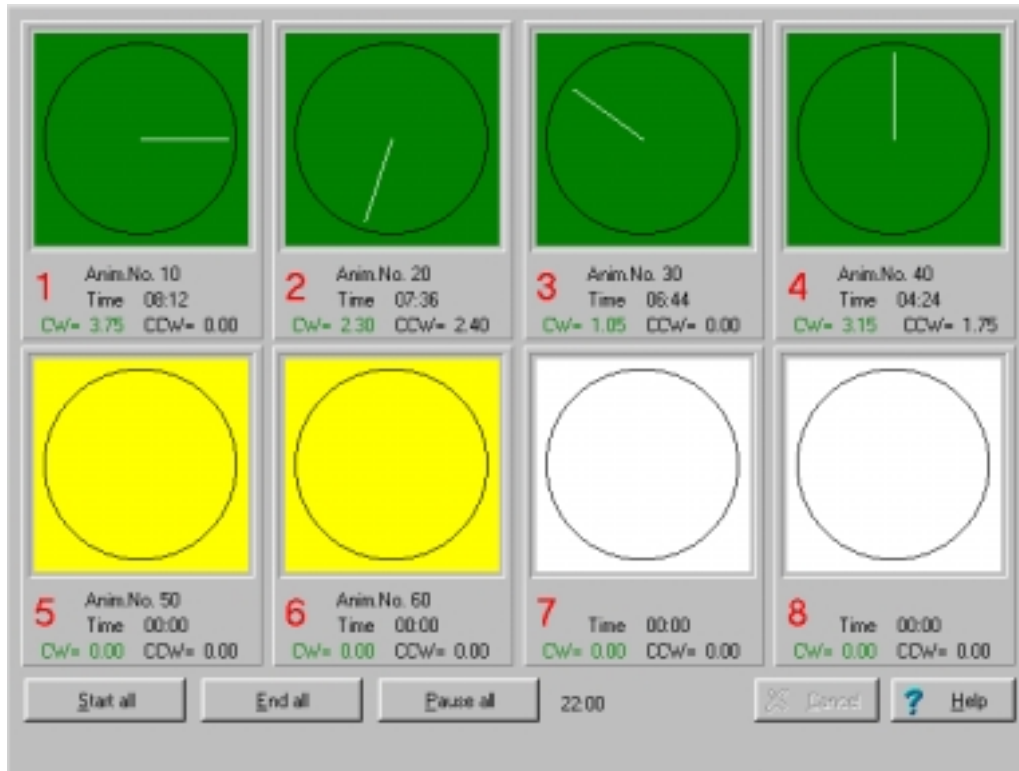 1 Anim.No. 10
Time 08:12
CW= 3.75 CCW= 0.00
2 Anim.No. 20
Time 07:36
CW= 2.30 CCW= 2.40
3 Anim.No. 30
Time 06:44
CW= 1.05 CCW= 0.00
4 Anim.No. 40
Time 04:24
CW= 3.15 CCW= 1.75
5 Anim.No. 50
Time 00:00
CW= 0.00 CCW= 0.00
6 Anim.No. 60
Time 00:00
CW= 0.00 CCW= 0.00
7
Time 00:00
CW= 0.00 CCW= 0.00
8
Time 00:00
CW= 0.00 CCW= 0.00
Start all End all Pause all 22:00 Cancel ? Help